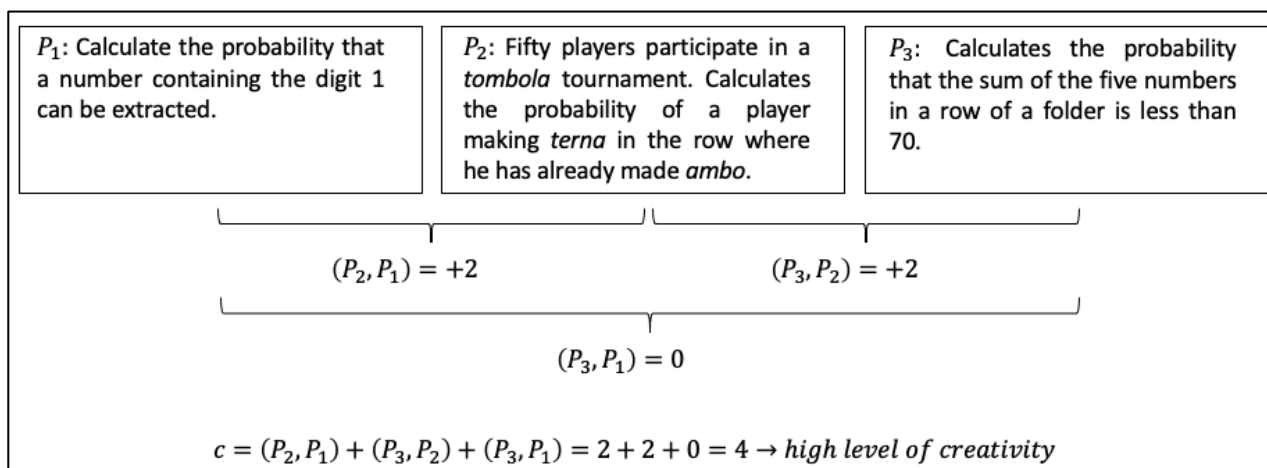 P₁: Calculate the probability that
a number containing the digit 1
can be extracted.
P₂: Fifty players participate in a
tombola tournament. Calculates
the probability of a player
making terna in the row where
he has already made ambo.
P₃: Calculates the probability
that the sum of the five numbers
in a row of a folder is less than
70.
(P₂, P₁) = +2
(P₃, P₂) = +2
(P₃, P₁) = 0
c = (P₂, P₁) + (P₃, P₂) + (P₃, P₁) = 2 + 2 + 0 = 4 → high level of creativity